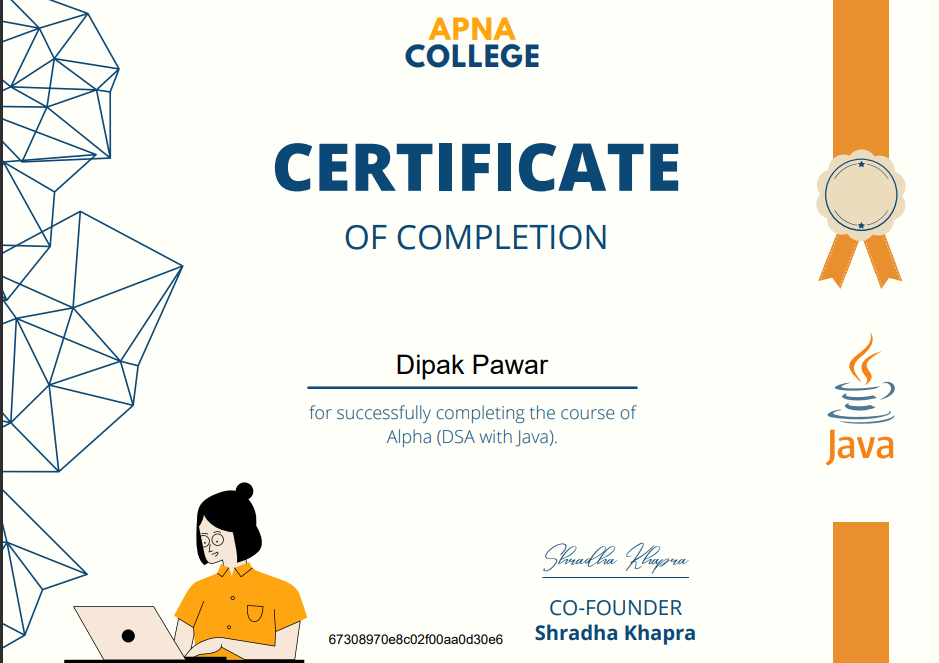 APNA
COLLEGE
CERTIFICATE
OF COMPLETION
Dipak Pawar
for successfully completing the course of
Alpha (DSA with Java).
Java
Shradha Khapra
CO-FOUNDER
Shradha Khapra
67308970e8c02f00aa0d30e6